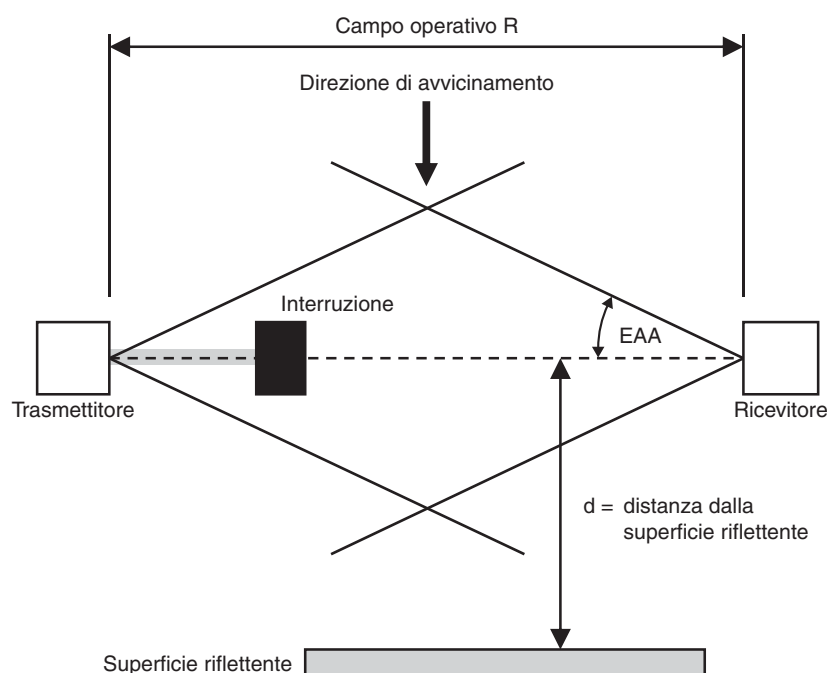 Campo operativo R
Direzione di avvicinamento
Interruzione
EAA
Trasmettitore
Ricevitore
d = distanza dalla
superficie riflettente
Superficie riflettente